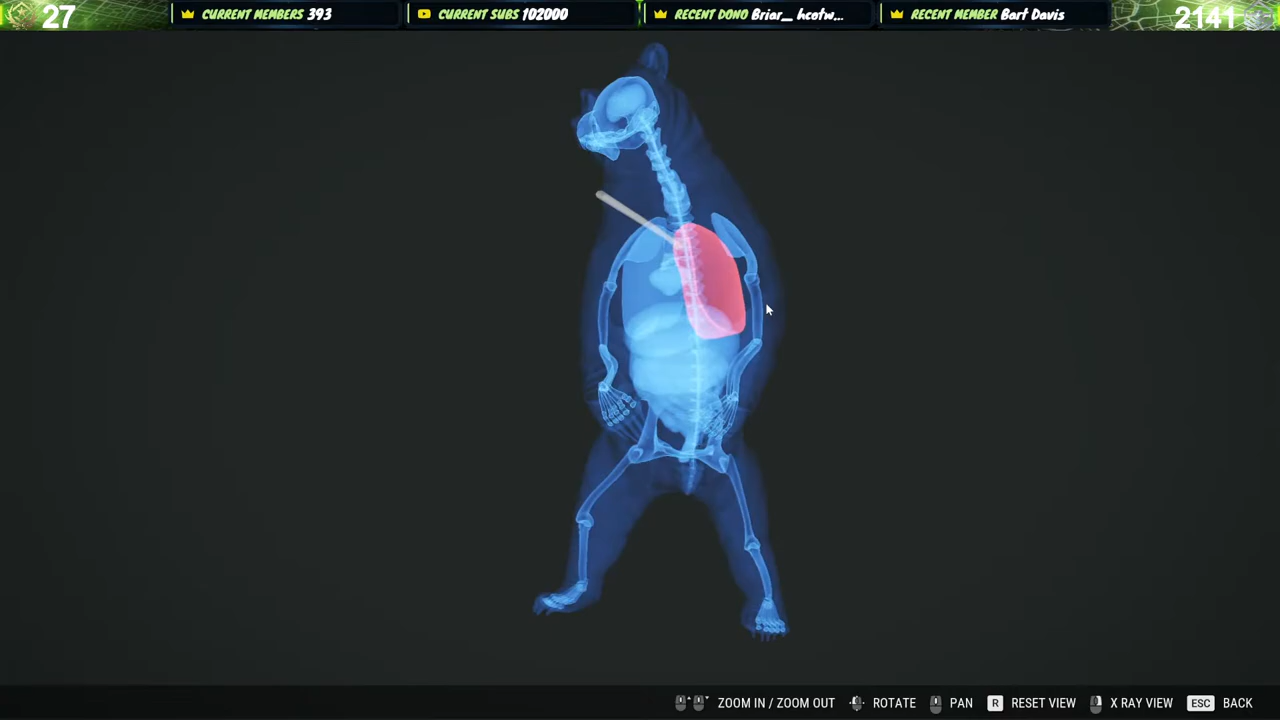 27
CURRENT MEMBERS 393
CURRENT SUBS 102000
RECENT DONO Briar_ hcotw...
RECENT MEMBER Bart Davis
2141
ZOOM IN / ZOOM OUT
ROTATE
PAN
R RESET VIEW
X RAY VIEW
ESC BACK